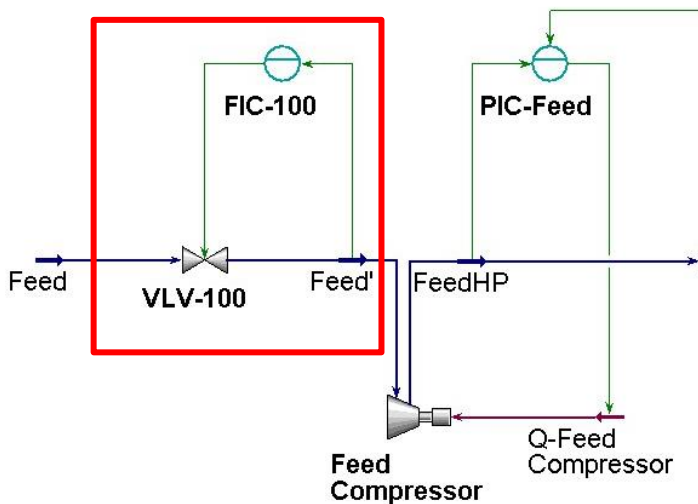 FIC-100
PIC-Feed
Feed
VLV-100
Feed'
FeedHP
Feed
Compressor
Q-Feed
Compressor